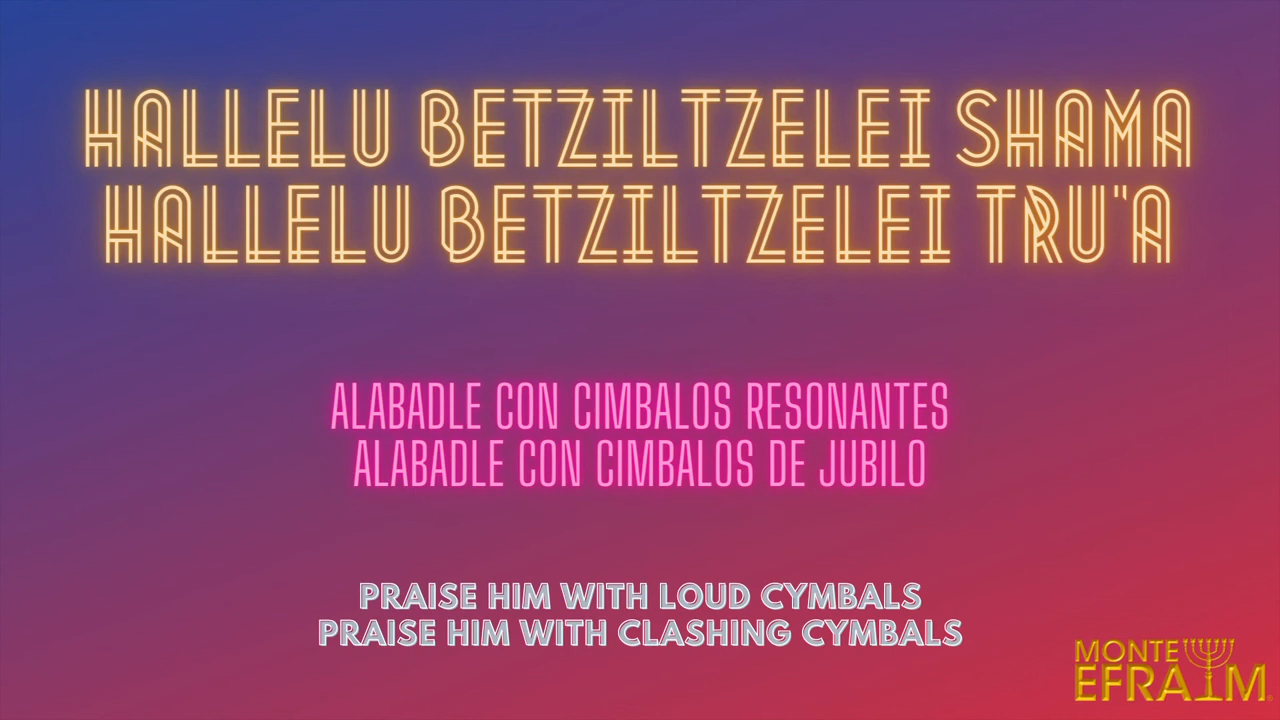 HALLELU BETZILTZELEI SHAMA
HALLELU BETZILTZELEI TRU"A
ALABADLE CON CIMBALOS RESONANTES
ALABADLE CON CIMBALOS DE JUBILO
PRAISE HIM WITH LOUD CYMBALS
PRAISE HIM WITH CLASHING CYMBALS
MONTE
EFRAIM